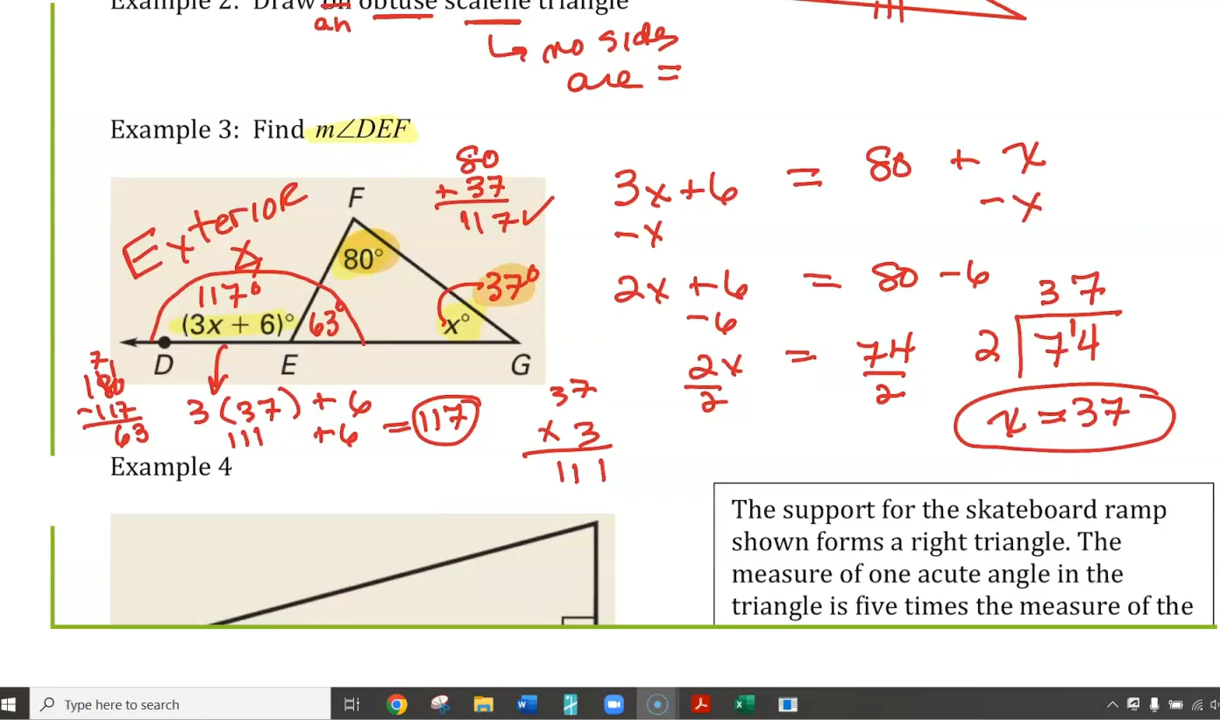 Example 2: Draw an obtuse scalene triangle
an
↳ no sides
are =
Example 3: Find m∠DEF
80
+ 37
117✓
Exterior
∡
F
80°
117°
(3x + 6)°
63°
x°
37°
D
E
G
7 1
180
-117
63
3(37) + 6
111 +6 = 117
37
x 3
111
3x+6 = 80 + x
-x -x
2x +6 = 80 -6
-6
2x = 74
2 2
37
2 74
x = 37
Example 4
The support for the skateboard ramp
shown forms a right triangle. The
measure of one acute angle in the
triangle is five times the measure of the
Type here to search